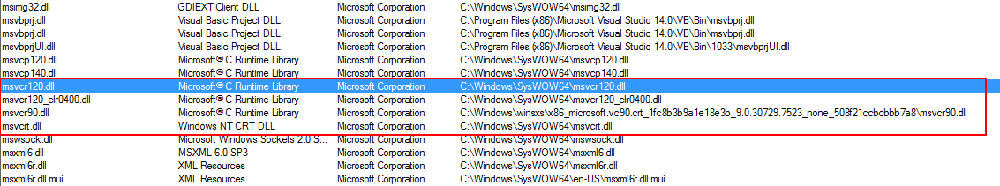 msimg32.dll GDIEXT Client DLL Microsoft Corporation C:\Windows\SysWOW64\msimg32.dll
msvbprj.dll Visual Basic Project DLL Microsoft Corporation C:\Program Files (x86)\Microsoft Visual Studio 14.0\VB\Bin\msvbprj.dll
msvbprjUI.dll Visual Basic Project DLL Microsoft Corporation C:\Program Files (x86)\Microsoft Visual Studio 14.0\VB\Bin\1033\msvbprjUI.dll
msvcp120.dll Microsoft® C Runtime Library Microsoft Corporation C:\Windows\SysWOW64\msvcp120.dll
msvcp140.dll Microsoft® C Runtime Library Microsoft Corporation C:\Windows\SysWOW64\msvcp140.dll
msvcr120.dll Microsoft® C Runtime Library Microsoft Corporation C:\Windows\SysWOW64\msvcr120.dll
msvcr120_clr0400.dll Microsoft® C Runtime Library Microsoft Corporation C:\Windows\SysWOW64\msvcr120_clr0400.dll
msvcr90.dll Microsoft® C Runtime Library Microsoft Corporation C:\Windows\winsxs\x86_microsoft.vc90.crt_1fc8b3b9a1e18e3b_9.0.30729.7523_none_508f21ccbcbbb7a8\msvcr90.dll
msvcrt.dll Windows NT CRT DLL Microsoft Corporation C:\Windows\SysWOW64\msvcrt.dll
mswsock.dll Microsoft Windows Sockets 2.0 S... Microsoft Corporation C:\Windows\SysWOW64\mswsock.dll
msxml6.dll MSXML 6.0 SP3 Microsoft Corporation C:\Windows\SysWOW64\msxml6.dll
msxml6r.dll XML Resources Microsoft Corporation C:\Windows\SysWOW64\msxml6r.dll
msxml6r.dll.mui XML Resources Microsoft Corporation C:\Windows\SysWOW64\en-US\msxml6r.dll.mui